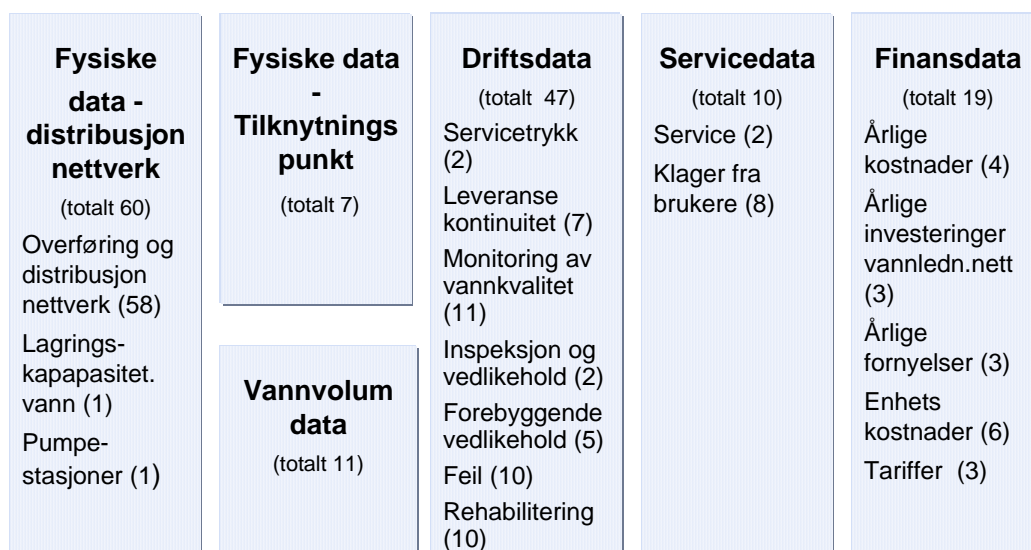 Fysiske
data -
distribusjon
nettverk
(totalt 60)
Overføring og
distribusjon
nettverk (58)
Lagrings-
kapapasitet.
vann (1)
Pumpe-
stasjoner (1)
Fysiske data
-
Tilknytnings
punkt
(totalt 7)
Vannvolum
data
(totalt 11)
Driftsdata
(totalt 47)
Servicetrykk
(2)
Leveranse
kontinuitet (7)
Monitoring av
vannkvalitet
(11)
Inspeksjon og
vedlikehold (2)
Forebyggende
vedlikehold (5)
Feil (10)
Rehabilitering
(10)
Servicedata
(totalt 10)
Service (2)
Klager fra
brukere (8)
Finansdata
(totalt 19)
Årlige
kostnader (4)
Årlige
investeringer
vannledn.nett
(3)
Årlige
fornyelser (3)
Enhets
kostnader (6)
Tariffer (3)